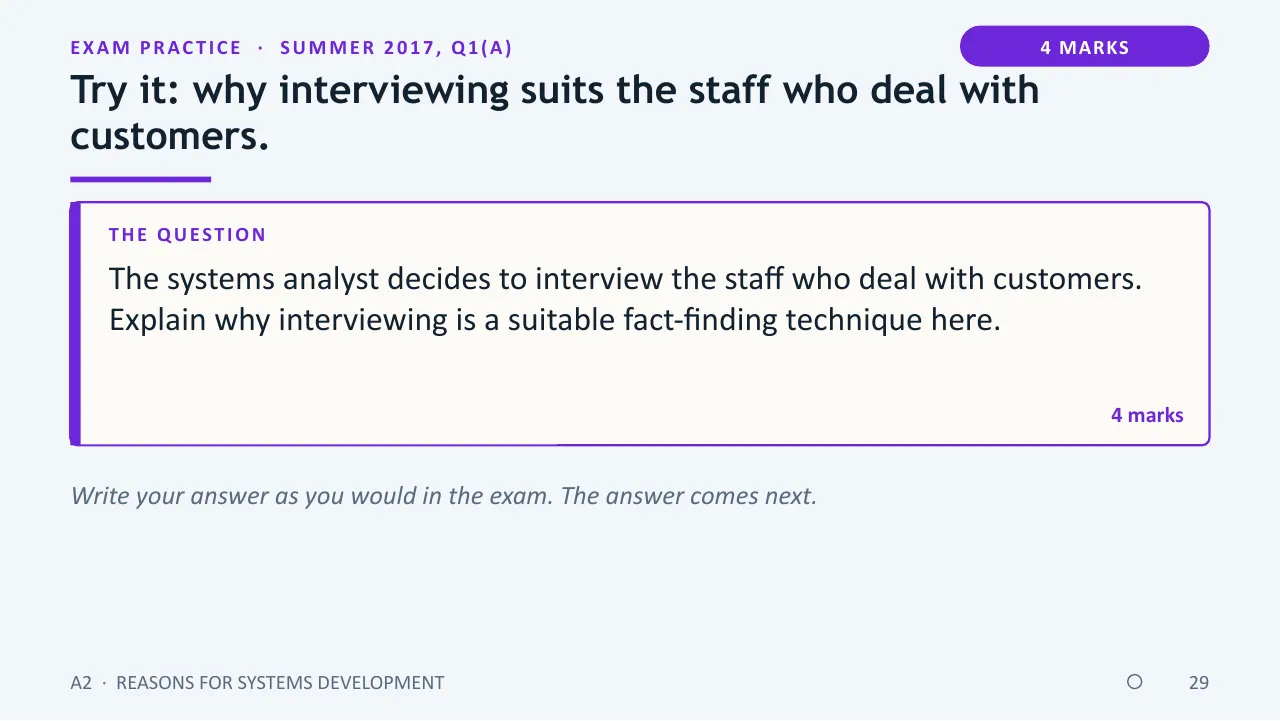 EXAM PRACTICE · SUMMER 2017, Q1(A)
4 MARKS
Try it: why interviewing suits the staff who deal with
customers.
THE QUESTION
The systems analyst decides to interview the staff who deal with customers.
Explain why interviewing is a suitable fact-finding technique here.
4 marks
Write your answer as you would in the exam. The answer comes next.
A2 · REASONS FOR SYSTEMS DEVELOPMENT
29